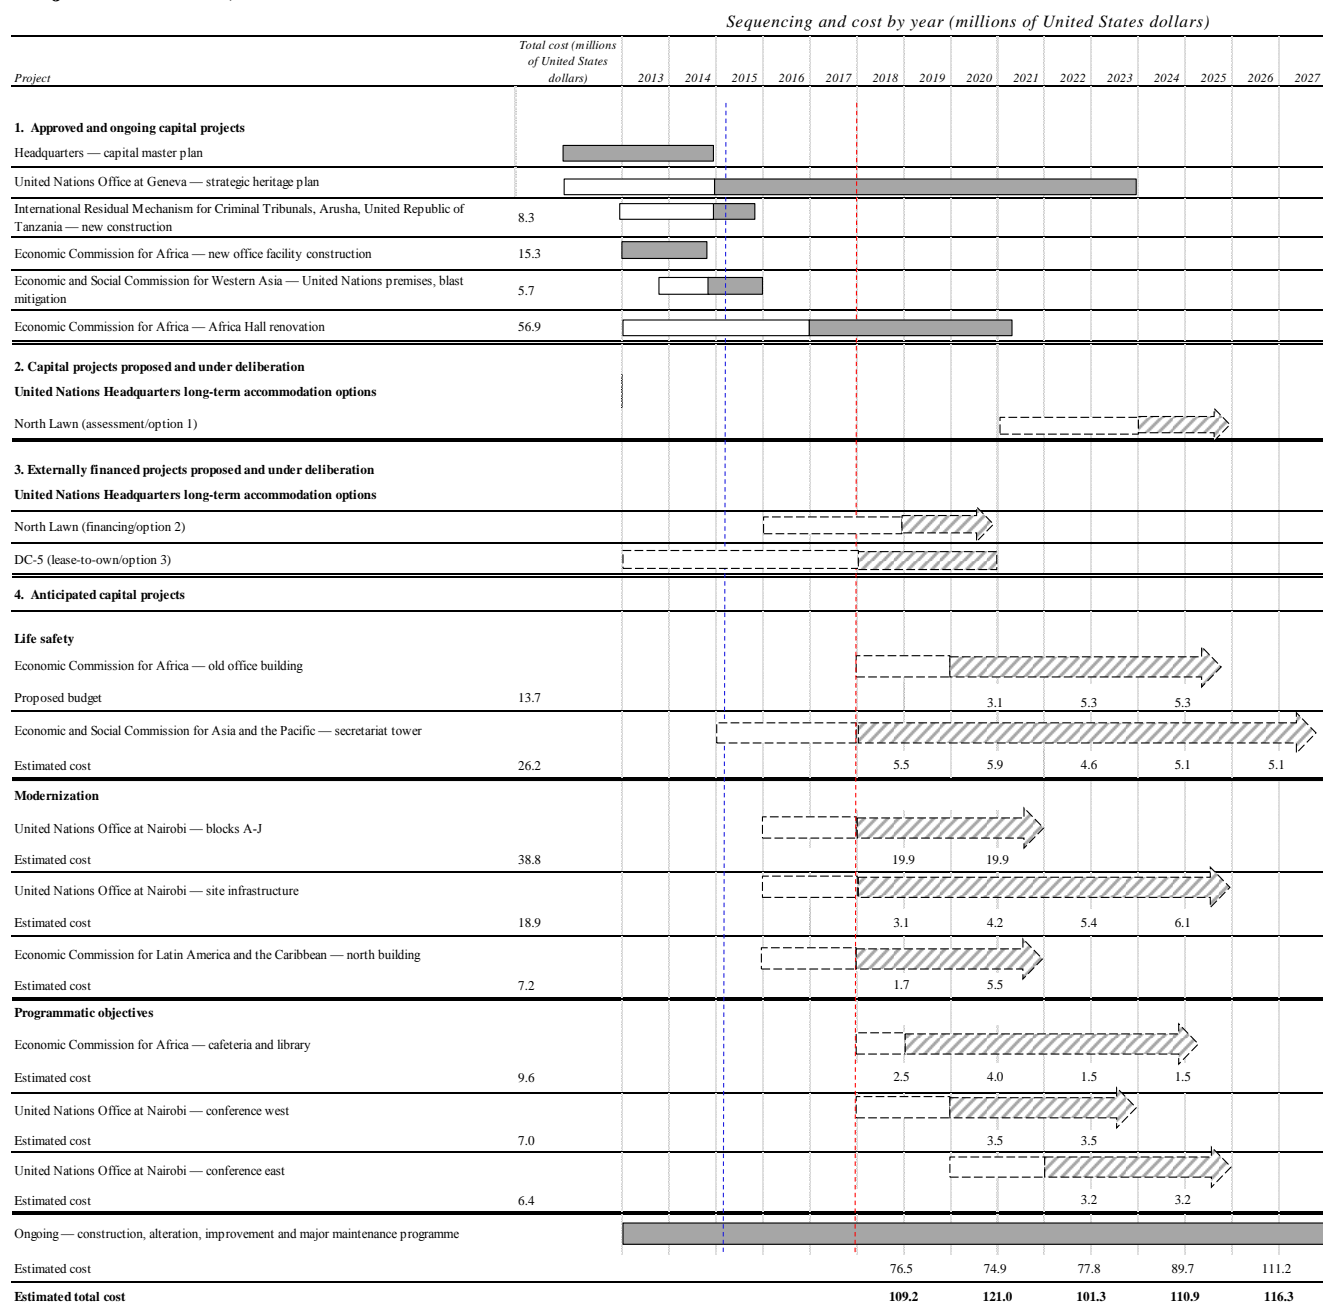 Sequencing and cost by year (millions of United States dollars)
Total cost (millions
of United States
Project dollars) 2013 2014 2015 2016 2017 2018 2019 2020 2021 2022 2023 2024 2025 2026 2027
1. Approved and ongoing capital projects
Headquarters — capital master plan
United Nations Office at Geneva — strategic heritage plan
International Residual Mechanism for Criminal Tribunals, Arusha, United Republic of
Tanzania — new construction 8.3
Economic Commission for Africa — new office facility construction 15.3
Economic and Social Commission for Western Asia — United Nations premises, blast
mitigation 5.7
Economic Commission for Africa — Africa Hall renovation 56.9
2. Capital projects proposed and under deliberation
United Nations Headquarters long-term accommodation options
North Lawn (assessment/option 1)
3. Externally financed projects proposed and under deliberation
United Nations Headquarters long-term accommodation options
North Lawn (financing/option 2)
DC-5 (lease-to-own/option 3)
4. Anticipated capital projects
Life safety
Economic Commission for Africa — old office building
Proposed budget 13.7 3.1 5.3 5.3
Economic and Social Commission for Asia and the Pacific — secretariat tower
Estimated cost 26.2 5.5 5.9 4.6 5.1 5.1
Modernization
United Nations Office at Nairobi — blocks A-J
Estimated cost 38.8 19.9 19.9
United Nations Office at Nairobi — site infrastructure
Estimated cost 18.9 3.1 4.2 5.4 6.1
Economic Commission for Latin America and the Caribbean — north building
Estimated cost 7.2 1.7 5.5
Programmatic objectives
Economic Commission for Africa — cafeteria and library
Estimated cost 9.6 2.5 4.0 1.5 1.5
United Nations Office at Nairobi — conference west
Estimated cost 7.0 3.5 3.5
United Nations Office at Nairobi — conference east
Estimated cost 6.4 3.2 3.2
Ongoing — construction, alteration, improvement and major maintenance programme
Estimated cost 76.5 74.9 77.8 89.7 111.2
Estimated total cost 109.2 121.0 101.3 110.9 116.3